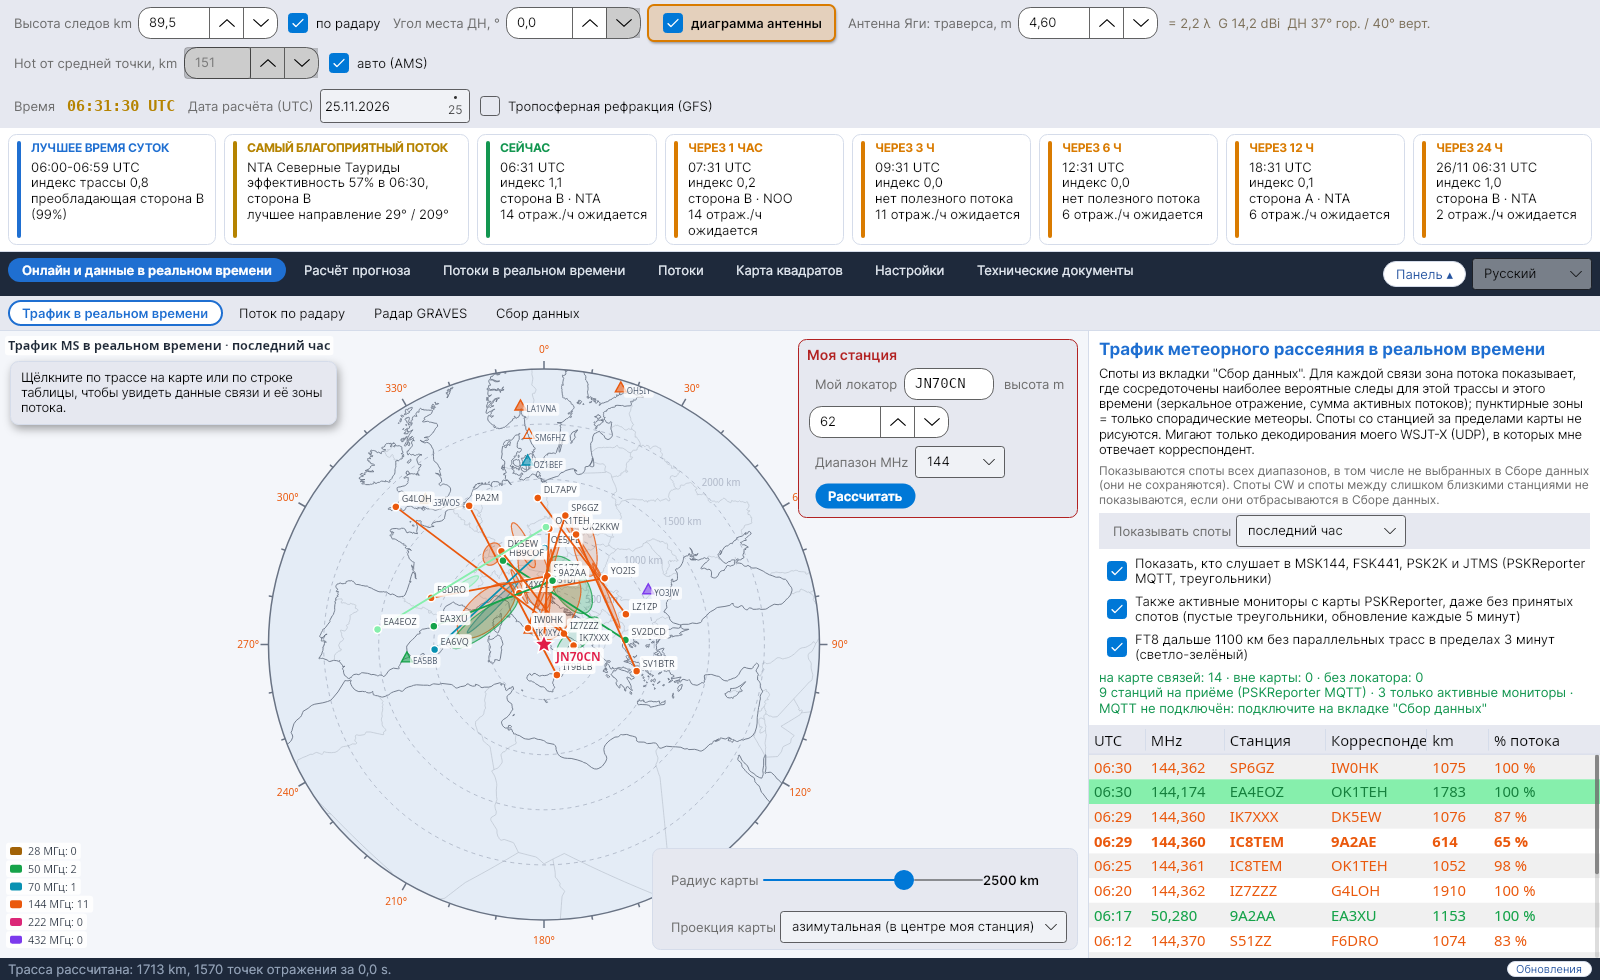 Высота следов km 89,5 по радару Угол места ДН, ° 0,0 диаграмма антенны Антенна Яги: траверса, m 4,60 = 2,2 λ G 14,2 dBi ДН 37° гор. / 40° верт.
Hot от средней точки, km 151 авто (AMS)
Время 06:31:30 UTC Дата расчёта (UTC) 25.11.2026 25 Тропосферная рефракция (GFS)
ЛУЧШЕЕ ВРЕМЯ СУТОК
06:00-06:59 UTC
индекс трассы 0,8
преобладающая сторона B
(99%)
САМЫЙ БЛАГОПРИЯТНЫЙ ПОТОК
NTA Северные Тауриды
эффективность 57% в 06:30,
сторона B
лучшее направление 29° / 209°
СЕЙЧАС
06:31 UTC
индекс 1,1
сторона B · NTA
14 отраж./ч ожидается
ЧЕРЕЗ 1 ЧАС
07:31 UTC
индекс 0,2
сторона B · NOO
14 отраж./ч
ожидается
ЧЕРЕЗ 3 Ч
09:31 UTC
индекс 0,0
нет полезного потока
11 отраж./ч ожидается
ЧЕРЕЗ 6 Ч
12:31 UTC
индекс 0,0
нет полезного потока
6 отраж./ч ожидается
ЧЕРЕЗ 12 Ч
18:31 UTC
индекс 0,1
сторона A · NTA
6 отраж./ч ожидается
ЧЕРЕЗ 24 Ч
26/11 06:31 UTC
индекс 1,0
сторона B · NTA
2 отраж./ч ожидается
Онлайн и данные в реальном времени Расчёт прогноза Потоки в реальном времени Потоки Карта квадратов Настройки Технические документы Панель ▴ Русский
Трафик в реальном времени Поток по радару Радар GRAVES Сбор данных
Трафик MS в реальном времени · последний час
Щёлкните по трассе на карте или по строке
таблицы, чтобы увидеть данные связи и её зоны
потока.
0°
330°
30°
300°
270°
90°
240°
120°
210°
180°
2000 km
1500 km
1000 km
500
LA1VNA
SM6FHZ
OZ1BEF
DL7APV
G4LOH
PA2M
SP6GZ
OK1TEH
DK5EW
HB9COF
9A2AA
YO2IS
YO3JW
F6DRO
LZ1ZP
EA4EOZ
EA3XU
IW0HK
IZ7ZZZ
SV2DCD
EA6VQ
IK7XXX
EA5BB
JN70CN
SV1BTR
IT9BLB
28 МГц: 0
50 МГц: 2
70 МГц: 1
144 МГц: 11
222 МГц: 0
432 МГц: 0
Моя станция
Мой локатор JN70CN высота m
62
Диапазон MHz 144
Рассчитать
Радиус карты 2500 km
Проекция карты азимутальная (в центре моя станция)
Трафик метеорного рассеяния в реальном времени
Споты из вкладки "Сбор данных". Для каждой связи зона потока показывает,
где сосредоточены наиболее вероятные следы для этой трассы и этого
времени (зеркальное отражение, сумма активных потоков); пунктирные зоны
= только спорадические метеоры. Споты со станцией за пределами карты не
рисуются. Мигают только декодирования моего WSJT-X (UDP), в которых мне
отвечает корреспондент.
Показываются споты всех диапазонов, в том числе не выбранных в Сборе данных
(они не сохраняются). Споты CW и споты между слишком близкими станциями не
показываются, если они отбрасываются в Сборе данных.
Показывать споты последний час
Показать, кто слушает в MSK144, FSK441, PSK2K и JTMS (PSKReporter
MQTT, треугольники)
Также активные мониторы с карты PSKReporter, даже без принятых
спотов (пустые треугольники, обновление каждые 5 минут)
FT8 дальше 1100 км без параллельных трасс в пределах 3 минут
(светло-зелёный)
на карте связей: 14 · вне карты: 0 · без локатора: 0
9 станций на приёме (PSKReporter MQTT) · 3 только активные мониторы ·
MQTT не подключён: подключите на вкладке "Сбор данных"
UTC MHz Станция Корреспонде km % потока
06:30 144,362 SP6GZ IW0HK 1075 100 %
06:30 144,174 EA4EOZ OK1TEH 1783 100 %
06:29 144,360 IK7XXX DK5EW 1076 87 %
06:29 144,360 IC8TEM 9A2AE 614 65 %
06:25 144,361 IC8TEM OK1TEH 1052 98 %
06:20 144,362 IZ7ZZZ G4LOH 1910 100 %
06:17 50,280 9A2AA EA3XU 1153 100 %
06:12 144,370 S51ZZ F6DRO 1074 83 %
Трасса рассчитана: 1713 km, 1570 точек отражения за 0,0 s.
Обновления